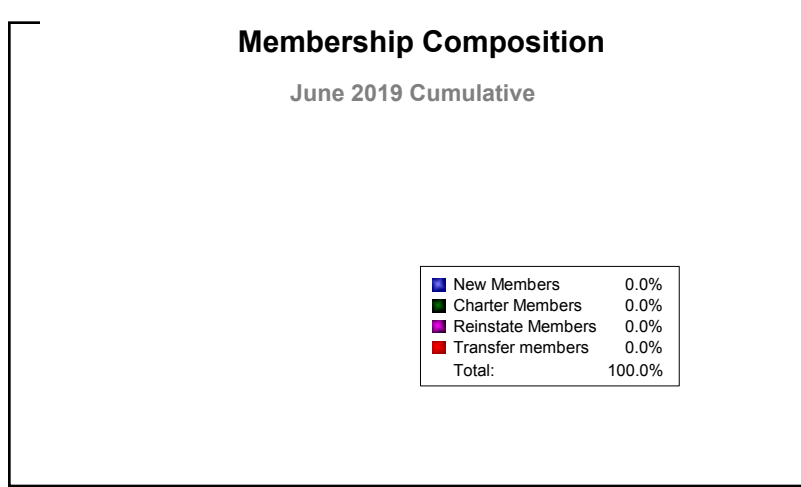 Membership Composition
June 2019 Cumulative
New Members 0.0%
Charter Members 0.0%
Reinstate Members 0.0%
Transfer members 0.0%
Total: 100.0%